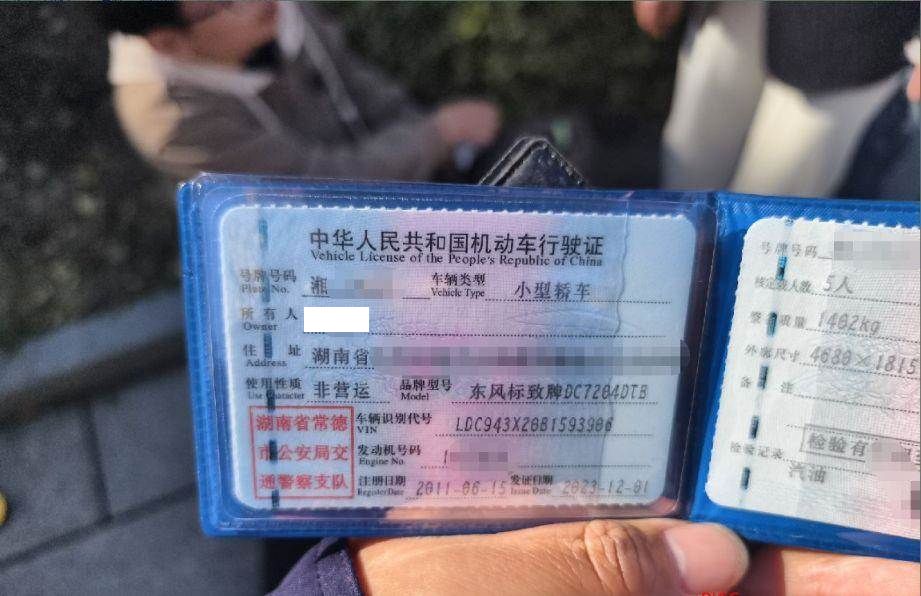 中华人民共和国机动车行驶证
Vehicle License of the People's Republic of China
号牌号码 Plate No. 湘 车辆类型 Vehicle Type 小型轿车
所有人 Owner
住址 Address 湖南省
使用性质 Use Character 非营运 品牌型号 Model 东风标致牌DC7204DTB
湖南省常德
市公安局交
通警察支队
车辆识别代号 VIN LDC943X2881593906
发动机号码 Engine No.
注册日期 Register Date 2011-06-15 发证日期 Issue Date 2023-12-01
号牌号码
核定载人数 5人
整备质量 1482kg
外廓尺寸 4680×1815
备注
检验记录 检验有
汽油